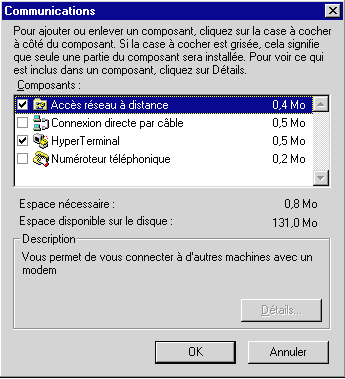 Communications
Pour ajouter ou enlever un composant, cliquez sur la case à cocher
à côté du composant. Si la case à cocher est grisée, cela signifie
que seule une partie du composant sera installée. Pour voir ce qui
est inclus dans un composant, cliquez sur Détails.
Composants :
Accès réseau à distance 0,4 Mo
Connexion directe par câble 0,5 Mo
HyperTerminal 0,5 Mo
Numéroteur téléphonique 0,2 Mo
Espace nécessaire : 0,8 Mo
Espace disponible sur le disque : 131,0 Mo
Description
Vous permet de vous connecter à d'autres machines avec un
modem
Détails...
OK Annuler